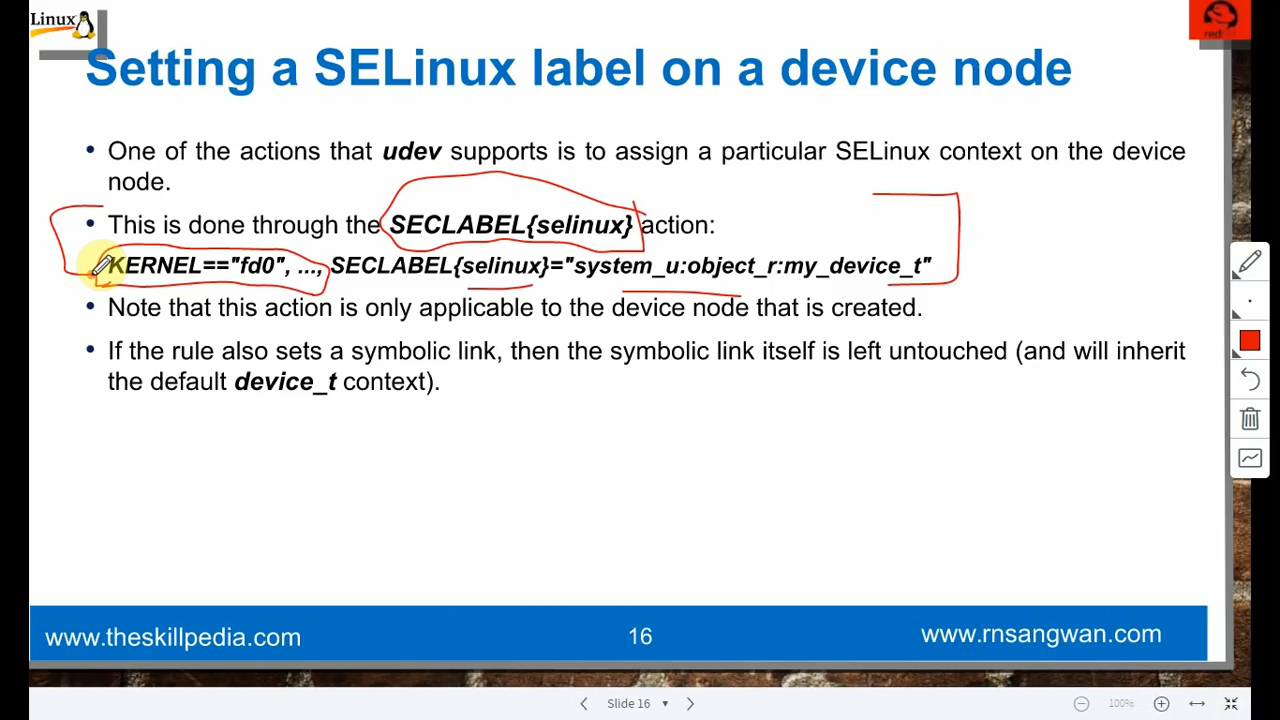 Linux
red
Setting a SELinux label on a device node
• One of the actions that udev supports is to assign a particular SELinux context on the device
node.
• This is done through the SECLABEL{selinux} action:
KERNEL=="fd0", ..., SECLABEL{selinux}="system_u:object_r:my_device_t"
• Note that this action is only applicable to the device node that is created.
• If the rule also sets a symbolic link, then the symbolic link itself is left untouched (and will inherit
the default device_t context).
www.theskillpedia.com 16 www.rnsangwan.com
Slide 16 100%